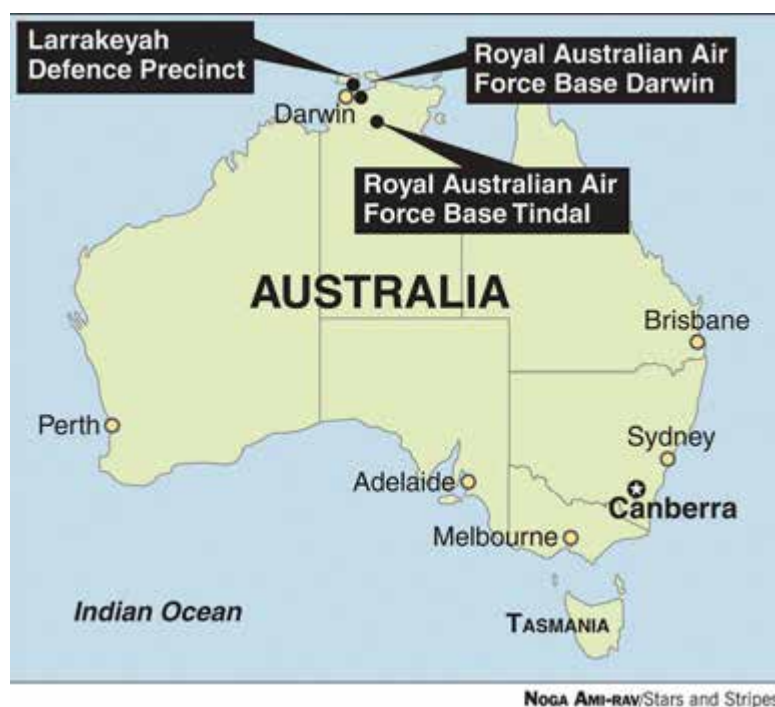 Larrakeyah
Defence Precinct
Royal Australian Air
Force Base Darwin
Darwin
Royal Australian Air
Force Base Tindal
AUSTRALIA
Brisbane
Perth
Sydney
Adelaide
Canberra
Melbourne
Indian Ocean
TASMANIA
NOGA AMI-RAV/Stars and Stripes